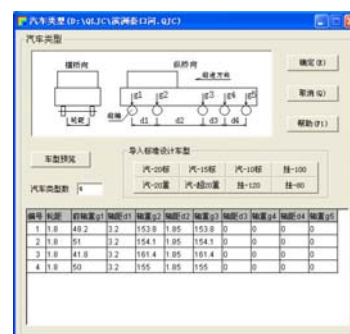 汽车类型(D:\QLJC\滨洲套口河.QJC)
汽车类型
横桥向
纵桥向
前进方向
g1 g2 g3 g4 g5
轮距
前轴
d1 d2 d3 d4
确定(R)
取消(Q)
帮助(F1)
车型预览
导入标准设计车型
汽-20标 汽-15标 汽-10标 挂-100
汽-20重 汽-超20重 挂-120 挂-80
汽车类型数 4
编号 轮距 前轴重g1 轴距d1 轴重g2 轴距d2 轴重g3 轴距d3 轴重g4 轴距d4 轴重g5
1 1.8 48.2 3.2 153.8 1.85 153.8 0 0 0 0
2 1.8 51 3.2 154.1 1.85 154.1 0 0 0 0
3 1.8 41.8 3.2 161.4 1.85 161.4 0 0 0 0
4 1.8 50 3.2 155 1.85 155 0 0 0 0